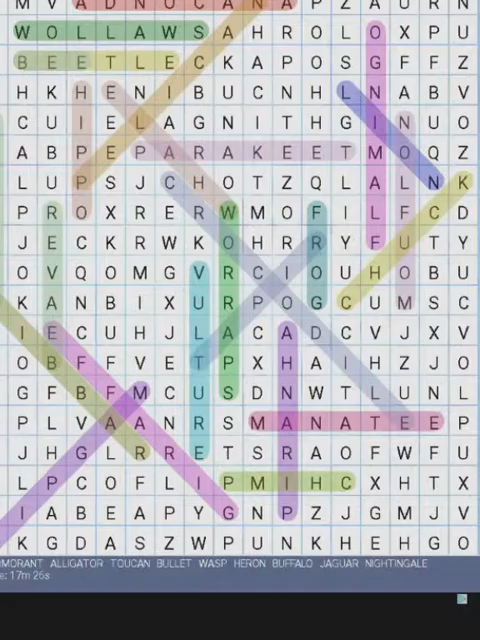 M V A D N O C A N A P Z A U R N
W O L L A W S A H R O L O X P U
B E E T L E C K A P O S G F F Z
H K H E N I B U C N H L N A B V
C U I E L A G N I T H G I N U O
A B P E P A R A K E E T M O Q Z
L U P S J C H O T Z Q L A L N K
P R O X R E R W M O F I L F C D
J E C K R W K O H R R Y F U T Y
O V Q O M G V R C I O U H O B U
K A N B I X U R P O G C U M S C
I E C U H J L A C A D C V J X V
O B F F V E T P X H A I H Z J O
G F B F M C U S D N W T L U N L
P L V A A N R S M A N A T E E P
J H G L R R E T S R A O F W F U
L P C O F L I P M I H C X H T X
I A B E A P Y G N P Z J G M J V
K G D A S Z W P U N K H E H G O
MORANT ALLIGATOR TOUCAN BULLET WASP HERON BUFFALO JAGUAR NIGHTINGALE
e: 17m 26s